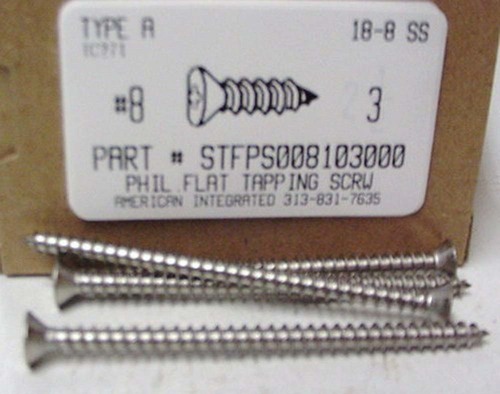 TYPE A 18-8 SS
#8 3
PART # STFPS008103000
PHIL FLAT TAPPING SCRW
AMERICAN INTEGRATED 313-831-7635